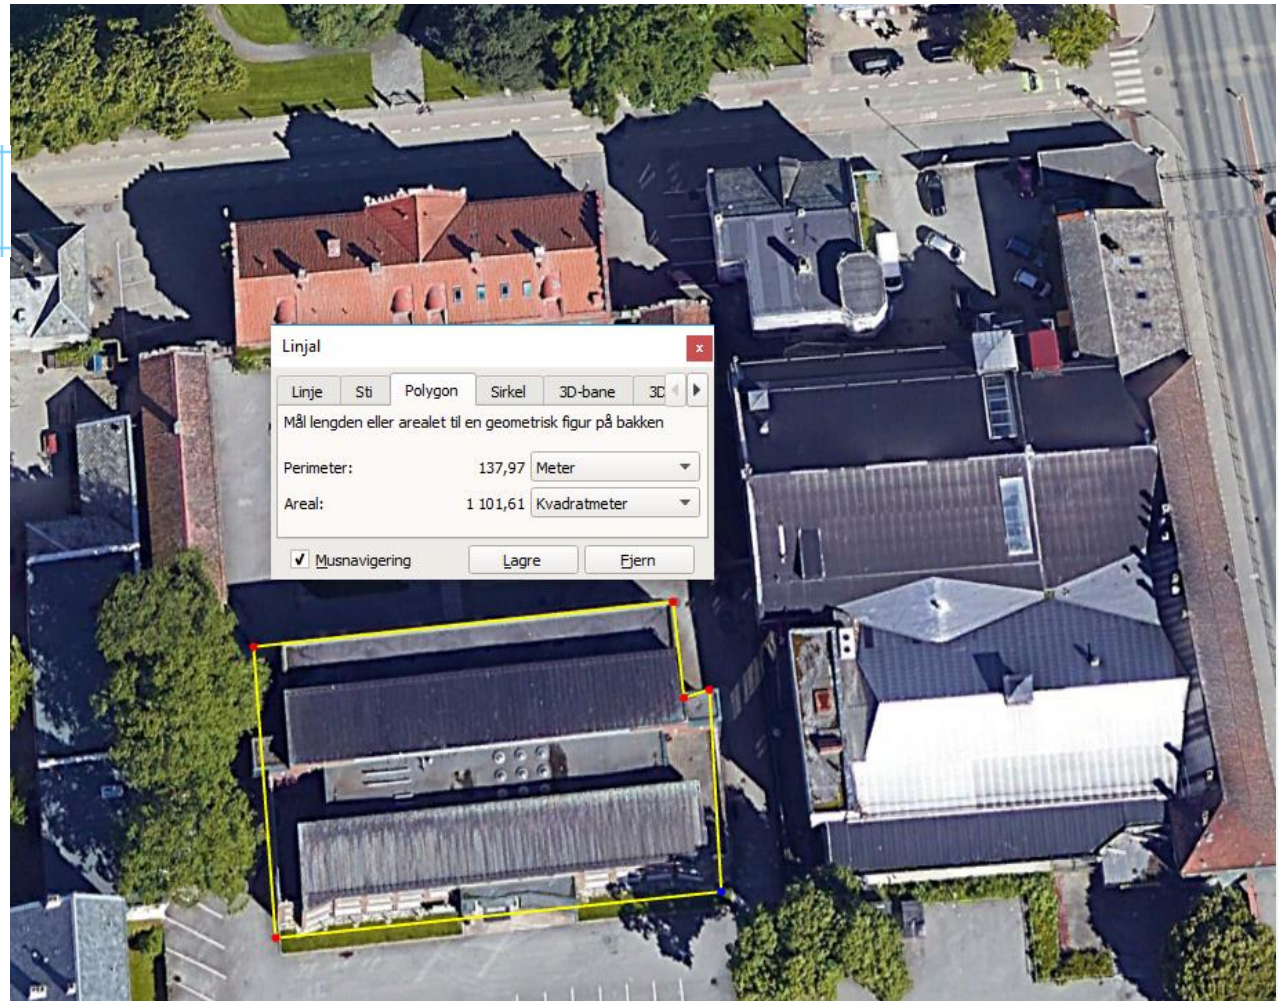 Linjal
x
Linje Sti Polygon Sirkel 3D-bane 3D
Mål lengden eller arealet til en geometrisk figur på bakken
Perimeter: 137,97 Meter
Areal: 1 101,61 Kvadratmeter
Musnavigering Lagre Fjern